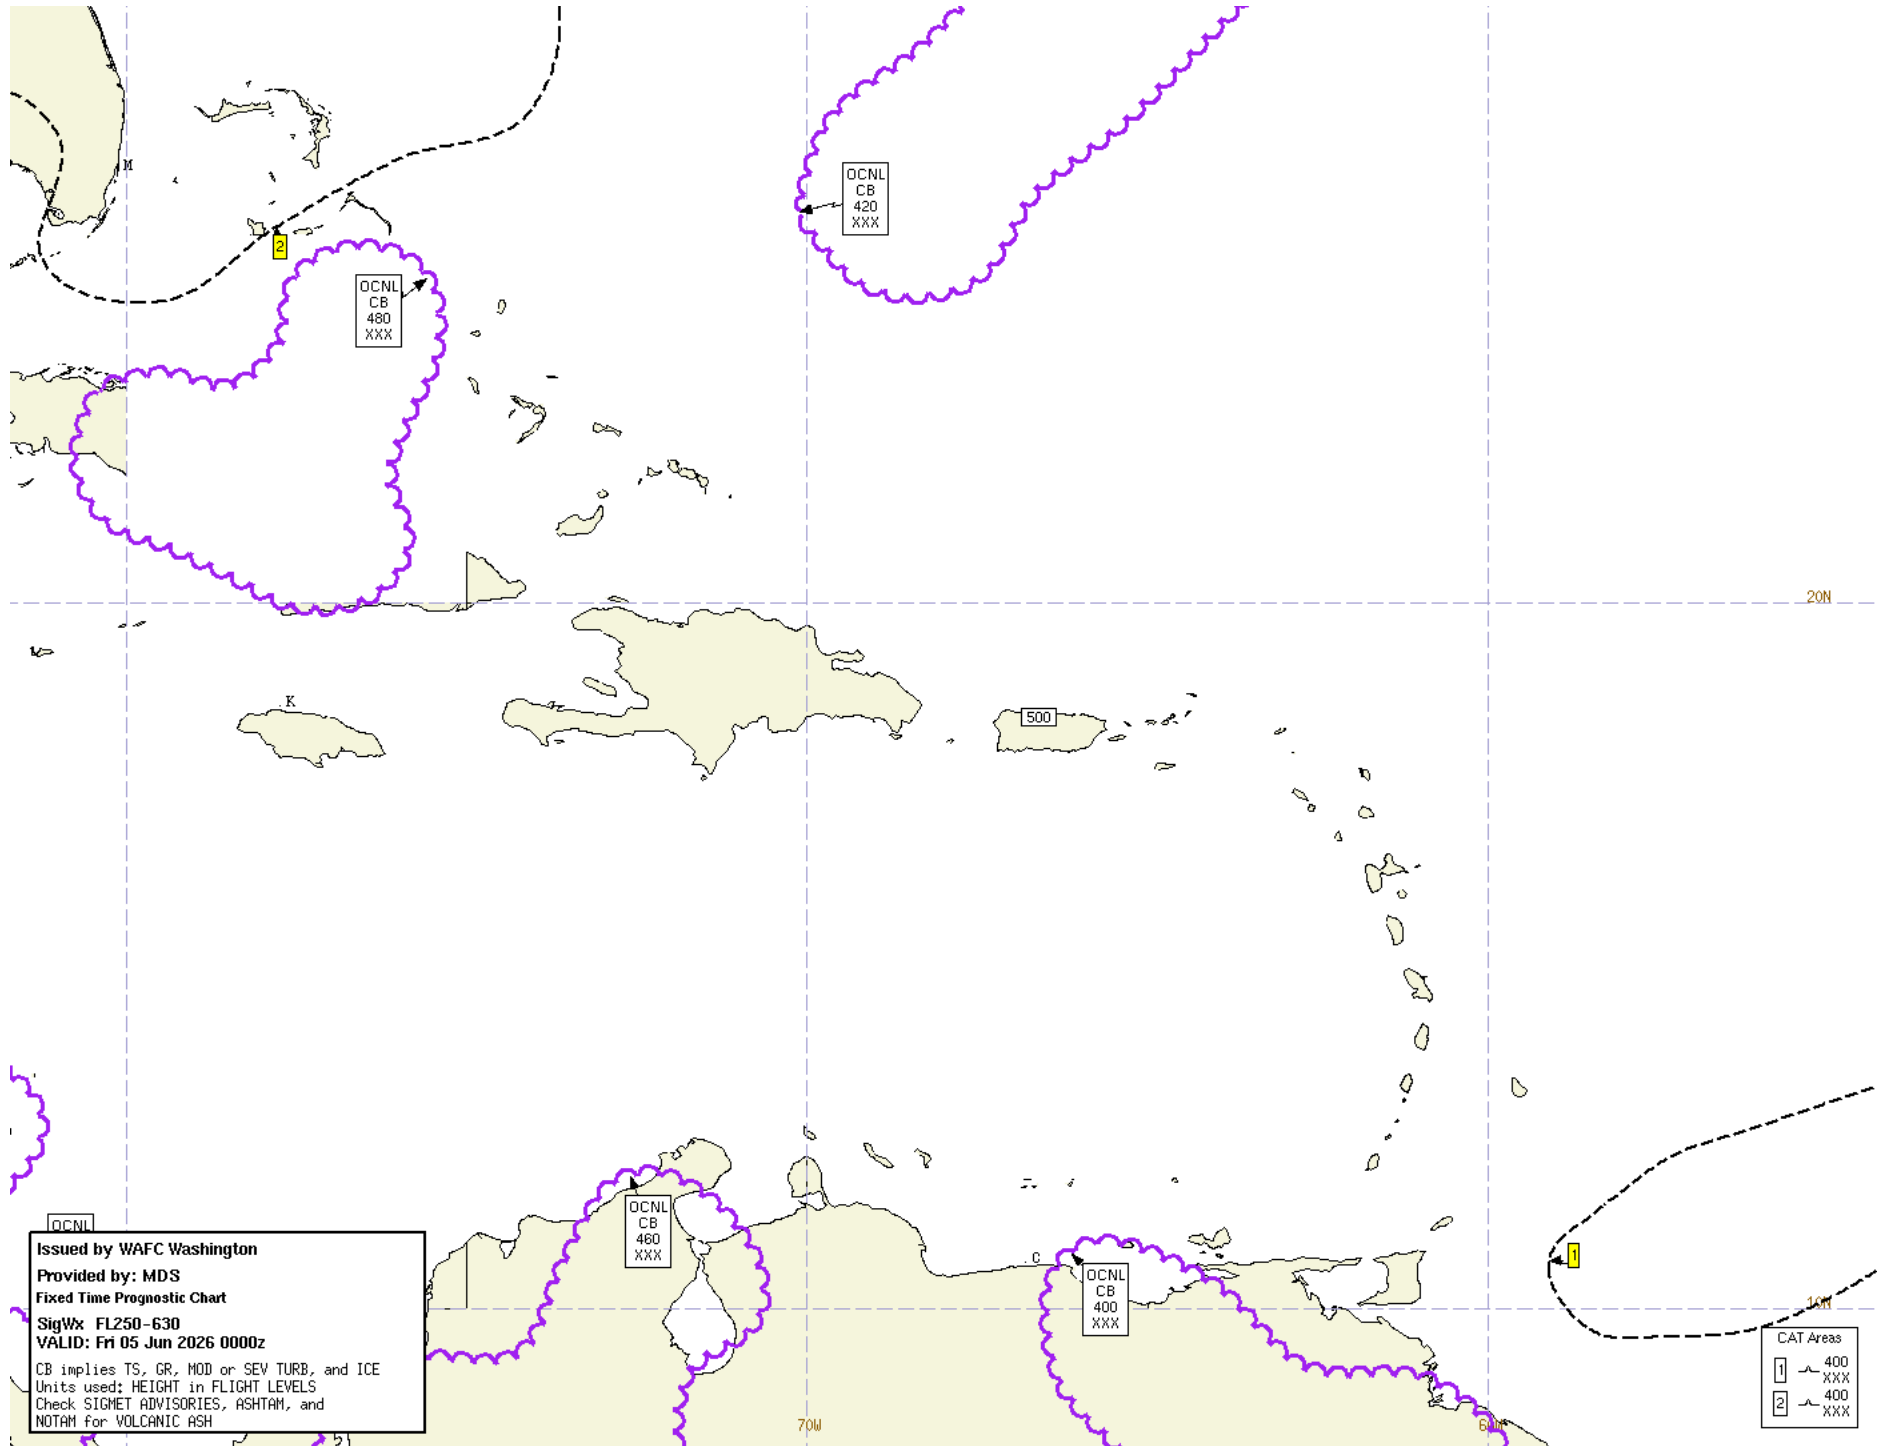 M
OCNL
CB
420
XXX
2
OCNL
CB
480
XXX
20N
K
500
OCNL
CB
460
XXX
OCNL
C
1
OCNL
CB
400
XXX
10N
Issued by WAFC Washington
Provided by: MDS
Fixed Time Prognostic Chart
SigWx FL250-630
VALID: Fri 05 Jun 2026 0000z
CB implies TS, GR, MOD or SEV TURB, and ICE
Units used: HEIGHT in FLIGHT LEVELS
Check SIGMET ADVISORIES, ASHTAM, and
NOTAM for VOLCANIC ASH
CAT Areas
1 400
XXX
2 400
XXX
70W
60W